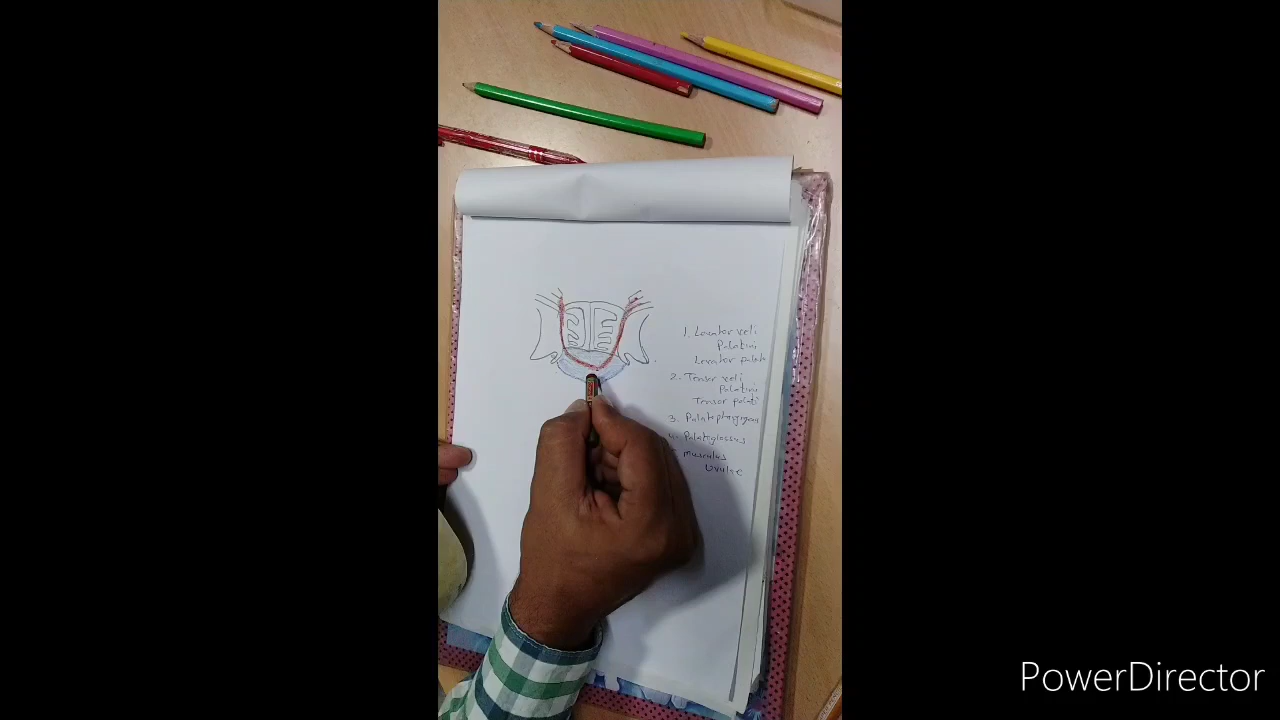 1. Levator veli
Palatini
Levator palati
2. Tensor veli
Palatini
Tensor palati
3. Palatopharyngeus
4. Palatoglossus
musculus
Uvulae
PowerDirector